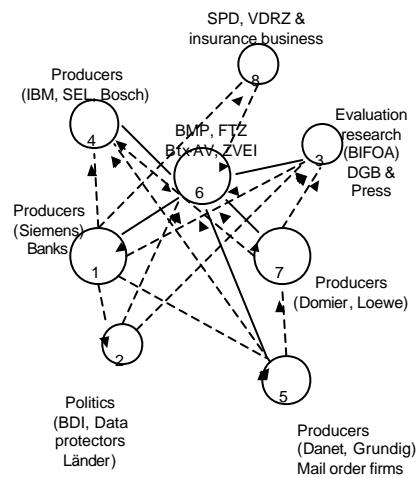 SPD, VDRZ &
insurance business
8
Producers
(IBM, SEL, Bosch)
4
BMP, FTZ
Btx AV, ZVEI
6
Evaluation
research
(BIFOA)
DGB &
Press
3
Producers
(Siemens)
Banks
1
7
Producers
(Domier, Loewe)
2
Politics
(BDI, Data
protectors
Länder)
5
Producers
(Danet, Grundig)
Mail order firms